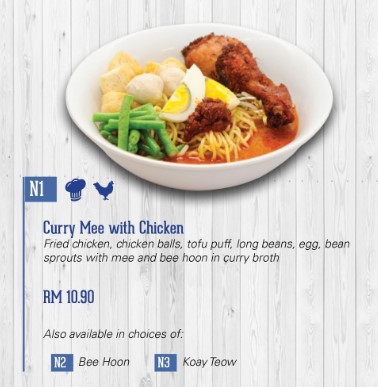 N1
Curry Mee with Chicken
Fried chicken, chicken balls, tofu puff, long beans, egg, bean
sprouts with mee and bee hoon in curry broth
RM 10.90
Also available in choices of:
N2 Bee Hoon N3 Koay Teow